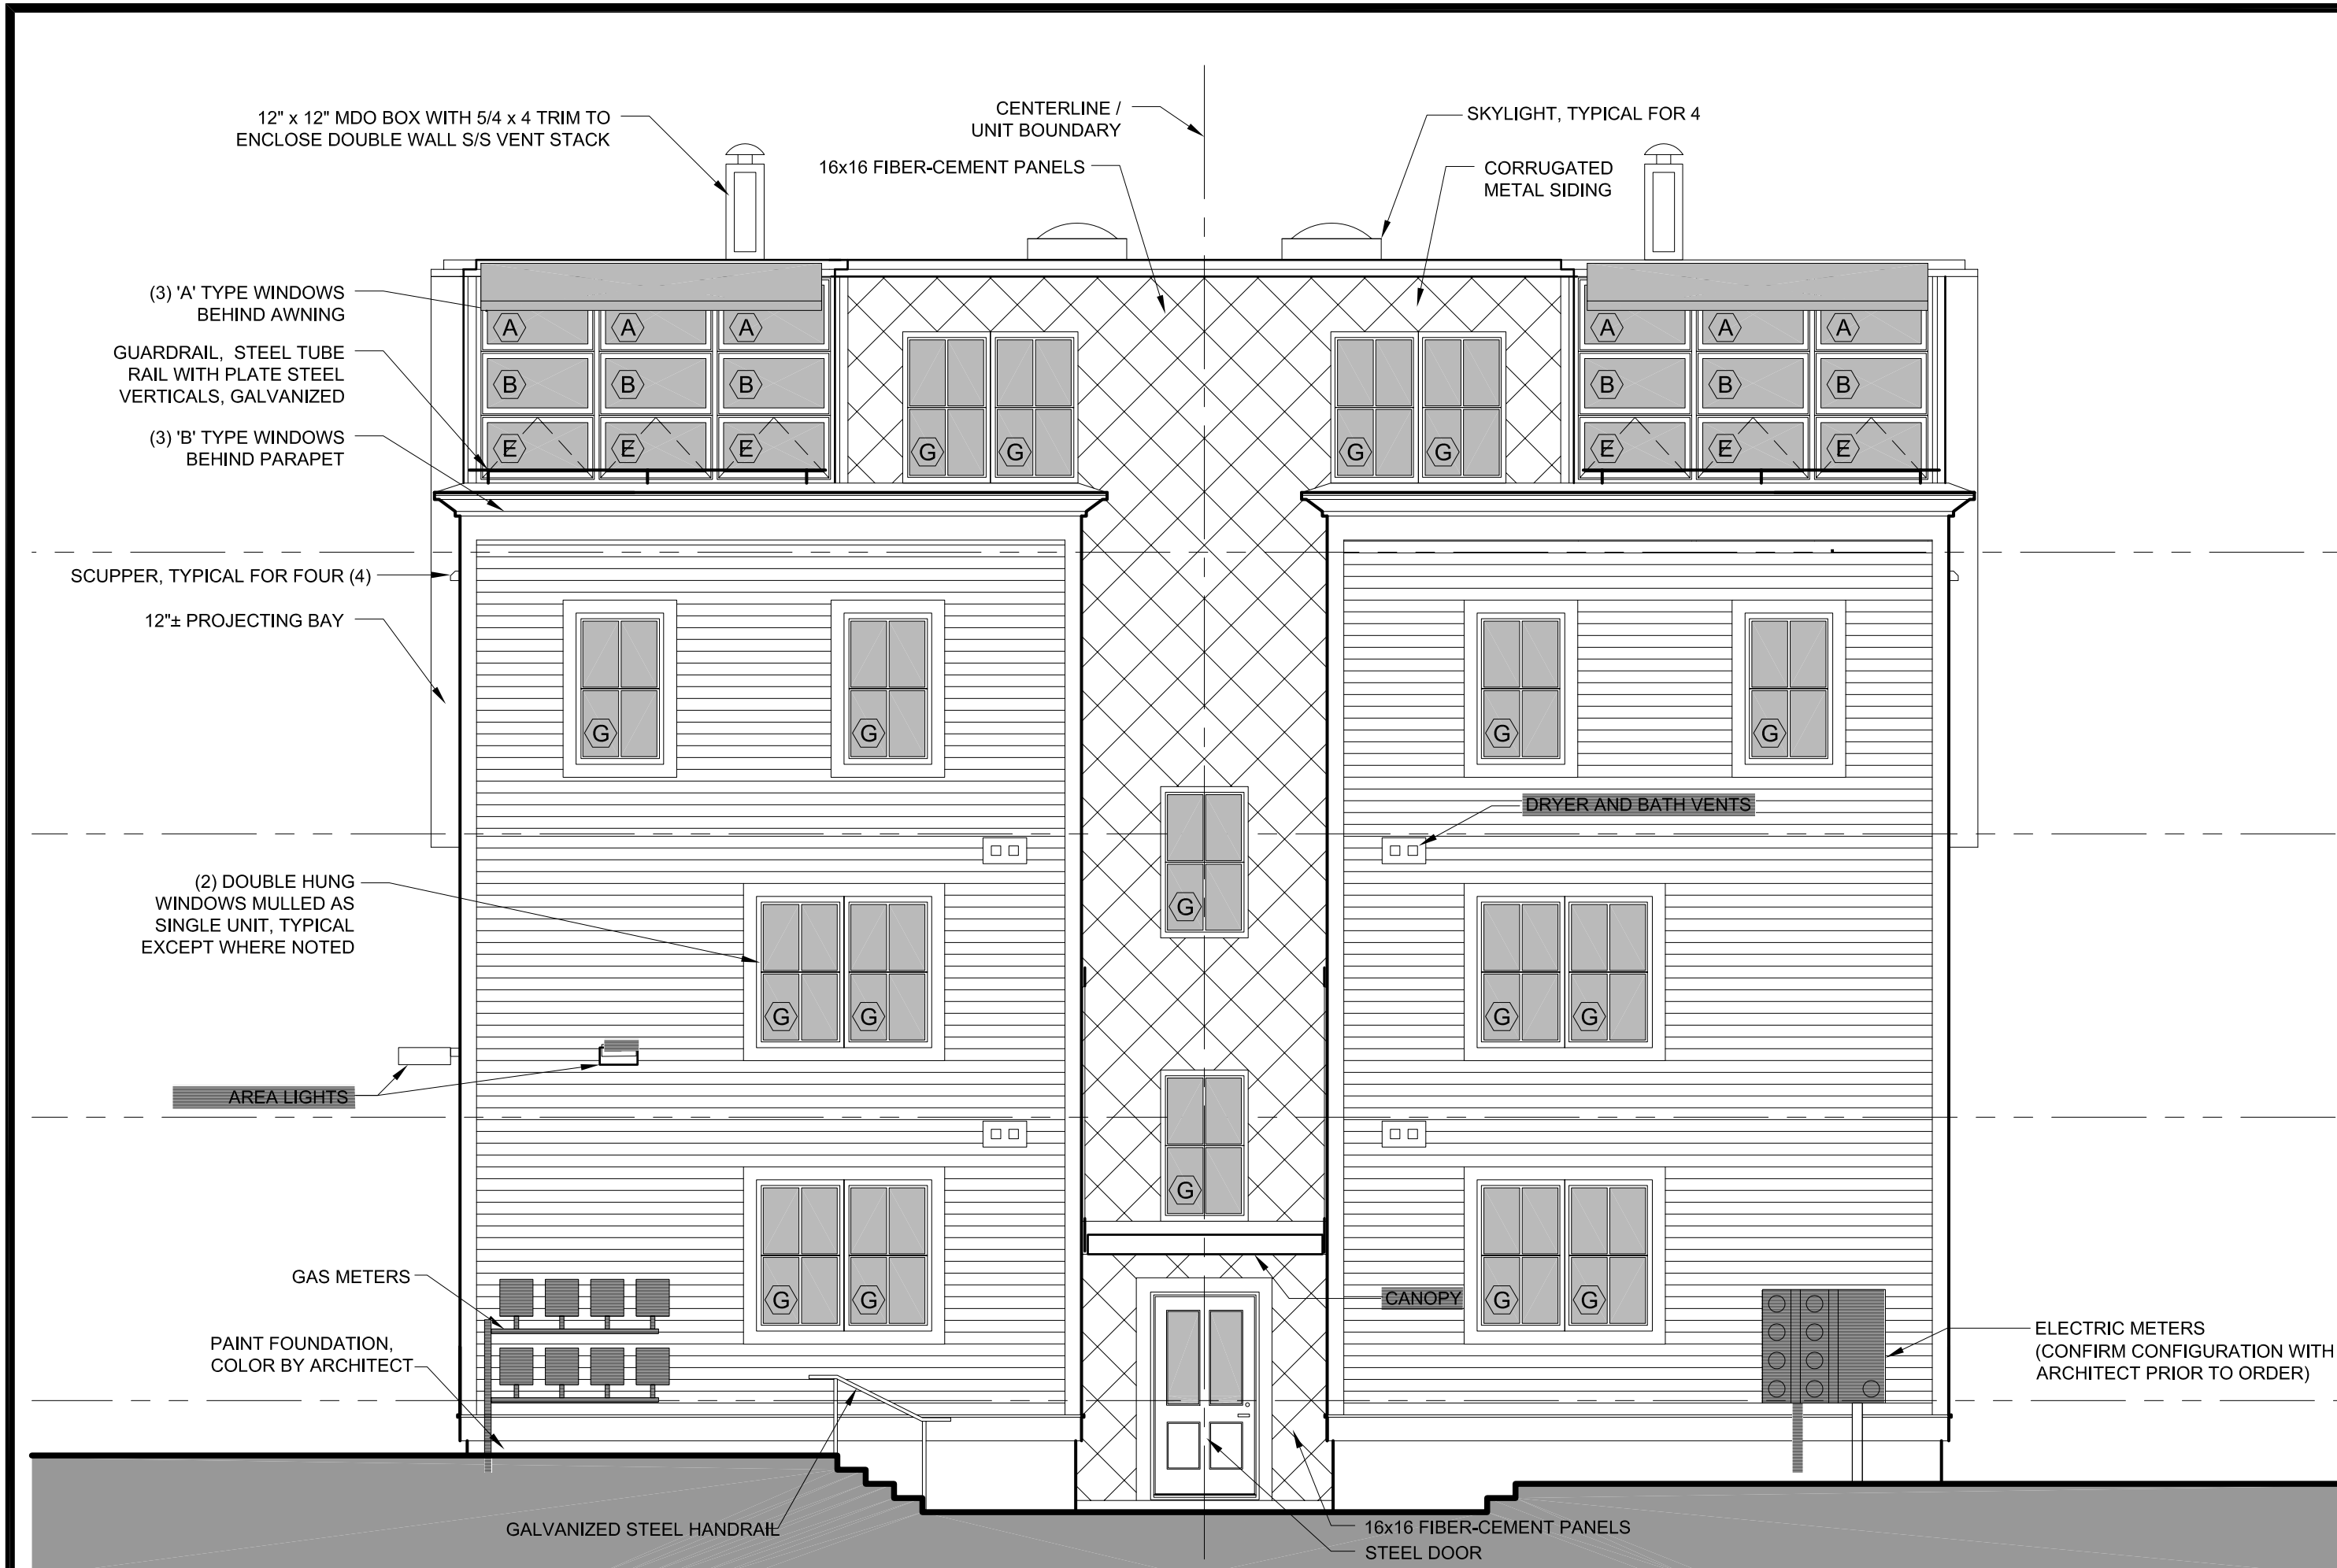 12" x 12" MDO BOX WITH 5/4 x 4 TRIM TO
ENCLOSE DOUBLE WALL S/S VENT STACK
CENTERLINE /
UNIT BOUNDARY
16x16 FIBER-CEMENT PANELS
SKYLIGHT, TYPICAL FOR 4
CORRUGATED
METAL SIDING
(3) 'A' TYPE WINDOWS
BEHIND AWNING
GUARDRAIL, STEEL TUBE
RAIL WITH PLATE STEEL
VERTICALS, GALVANIZED
(3) 'B' TYPE WINDOWS
BEHIND PARAPET
A A A A A A
B B B B B B
E E E E E E
G G G G
SCUPPER, TYPICAL FOR FOUR (4)
12"± PROJECTING BAY
G G G G
DRYER AND BATH VENTS
(2) DOUBLE HUNG
WINDOWS MULLED AS
SINGLE UNIT, TYPICAL
EXCEPT WHERE NOTED
G
G G G G
AREA LIGHTS
G
GAS METERS
G G G G
CANOPY
PAINT FOUNDATION,
COLOR BY ARCHITECT
ELECTRIC METERS
(CONFIRM CONFIGURATION WITH
ARCHITECT PRIOR TO ORDER)
GALVANIZED STEEL HANDRAIL
16x16 FIBER-CEMENT PANELS
STEEL DOOR